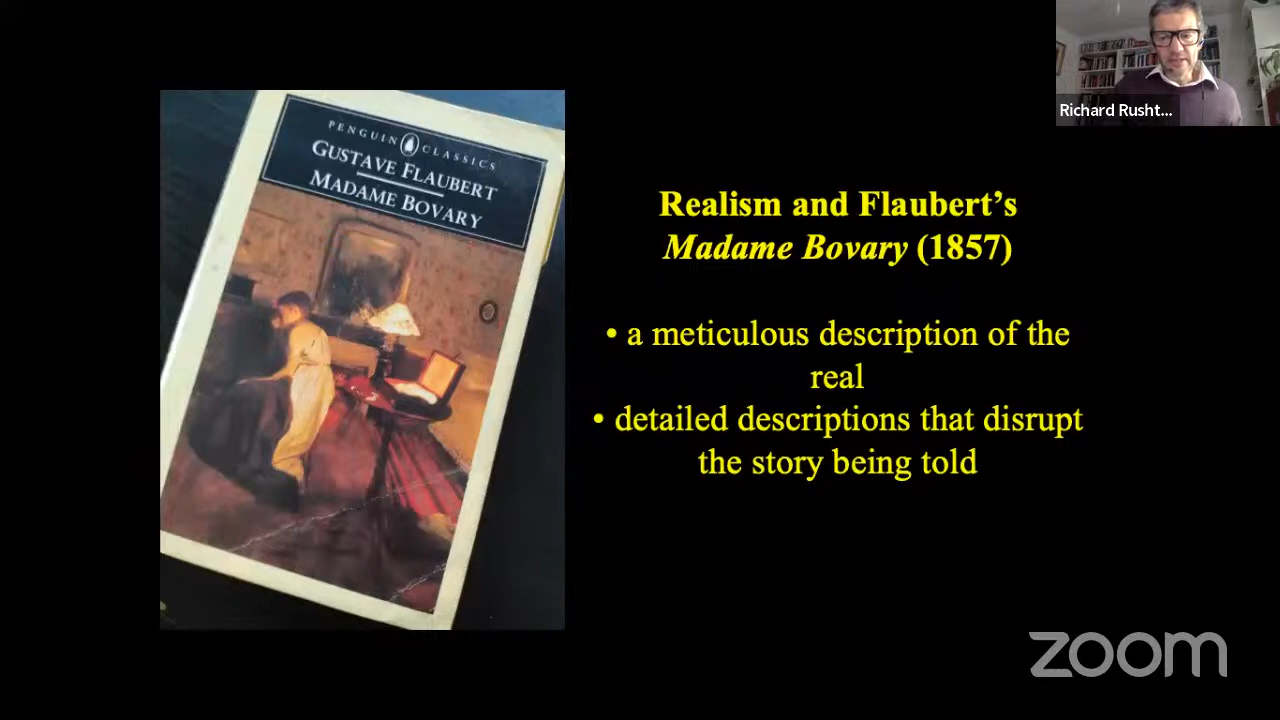 Richard Rusht...
PENGUIN CLASSICS
GUSTAVE FLAUBERT
MADAME BOVARY
Realism and Flaubert’s
Madame Bovary (1857)
• a meticulous description of the
real
• detailed descriptions that disrupt
the story being told
zoom